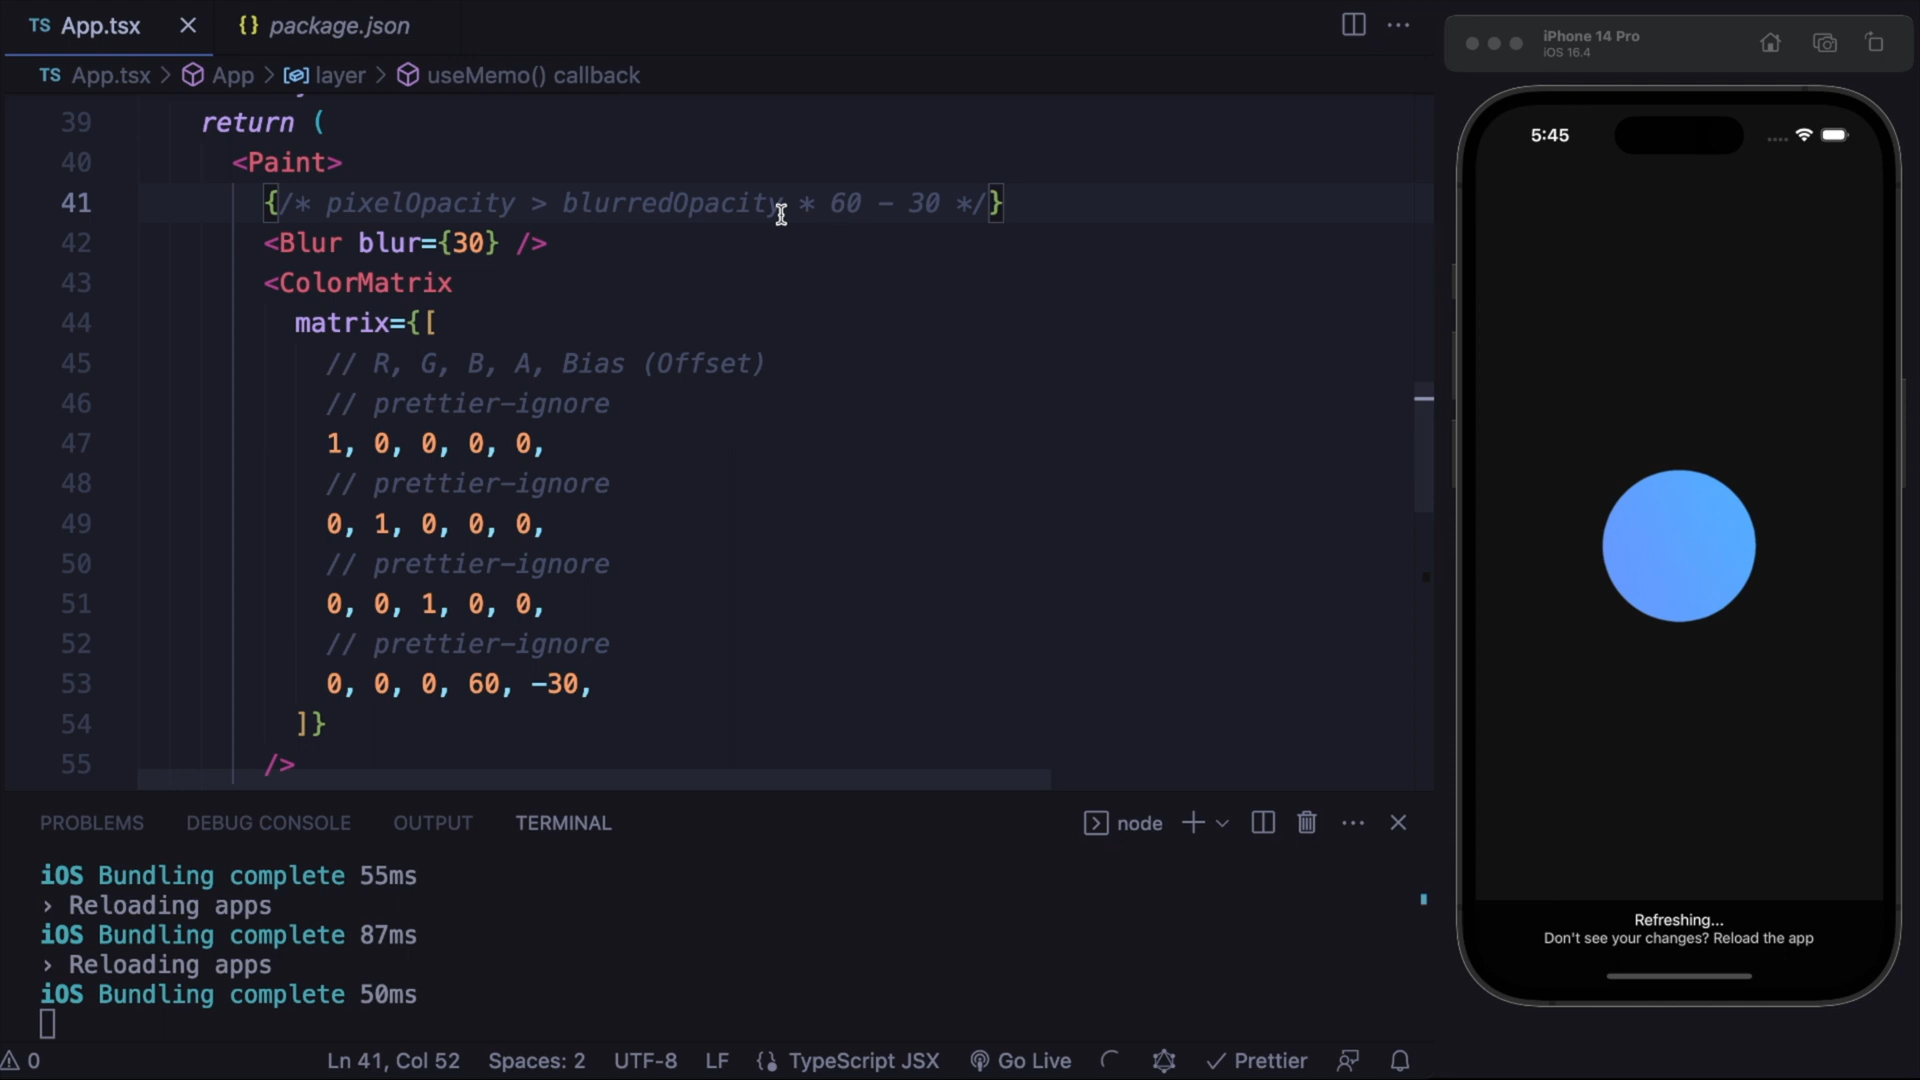 TS App.tsx
{} package.json
TS App.tsx > App > layer > useMemo() callback
39 return (
40 <Paint>
41 {/* pixelOpacity > blurredOpacity * 60 - 30 */}
42 <Blur blur={30} />
43 <ColorMatrix
44 matrix={[
45 // R, G, B, A, Bias (Offset)
46 // prettier-ignore
47 1, 0, 0, 0, 0,
48 // prettier-ignore
49 0, 1, 0, 0, 0,
50 // prettier-ignore
51 0, 0, 1, 0, 0,
52 // prettier-ignore
53 0, 0, 0, 60, -30,
54 ]}
55 />
PROBLEMS DEBUG CONSOLE OUTPUT TERMINAL node
iOS Bundling complete 55ms
› Reloading apps
iOS Bundling complete 87ms
› Reloading apps
iOS Bundling complete 50ms
0 Ln 41, Col 52 Spaces: 2 UTF-8 LF {} TypeScript JSX Go Live Prettier
iPhone 14 Pro
iOS 16.4
5:45
Refreshing...
Don't see your changes? Reload the app